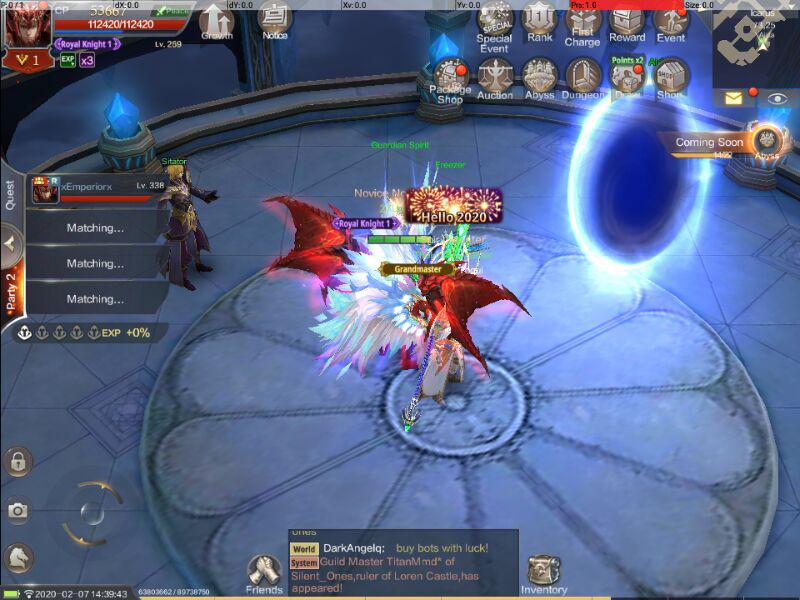 P:0 / 1
dX:0.0
dY:0.0
Xv: 0.0
Yv: 0.0
Prs: 1.0
Size: 0.0
CP 53667
Peace
112420/112420
Royal Knight 1
Lv. 259
1
EXP x3
Growth
Notice
SPECIAL
Special Event
Rank
First Charge
Reward
Event
Icarus
73,25
Points x2
Package Shop
Auction
Abyss
Dungeon
Shop
Coming Soon
Abyss
Guardian Spirit
Freezer
Sitator
Hello 2020
Royal Knight 1
Grandmaster
Quest
R
xEmperiorx
Lv. 338
Matching...
Matching...
Matching...
Party 2
EXP +0%
World DarkAngelq: buy bots with luck!
System Guild Master TitanMmd* of
Silent_Ones,ruler of Loren Castle,has
appeared!
Friends
Inventory
2020-02-07 14:39:43
63803662 / 89738750